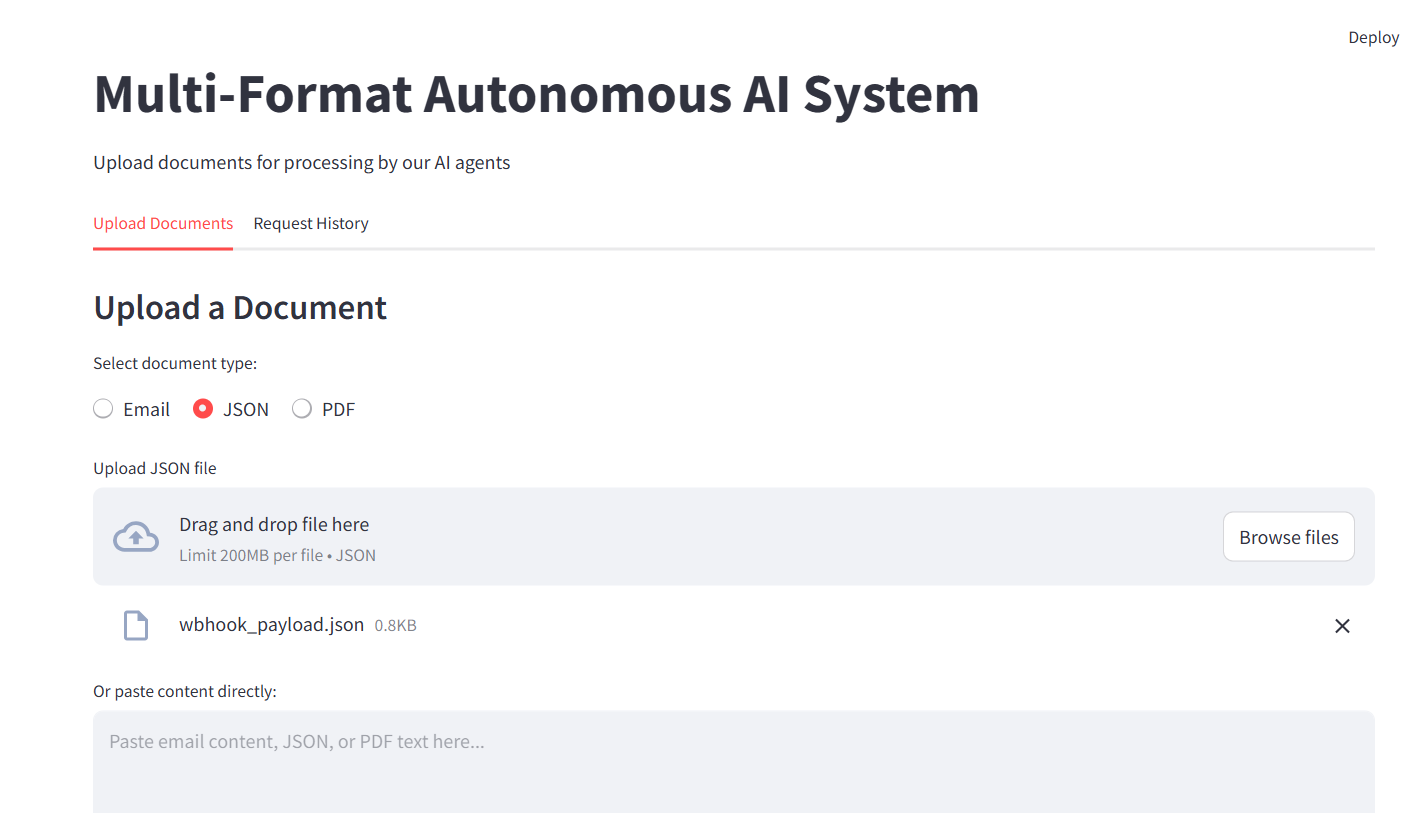 Deploy
Multi-Format Autonomous AI System
Upload documents for processing by our AI agents
Upload Documents Request History
Upload a Document
Select document type:
Email JSON PDF
Upload JSON file
Drag and drop file here
Limit 200MB per file • JSON
Browse files
wbhook_payload.json 0.8KB
Or paste content directly:
Paste email content, JSON, or PDF text here...